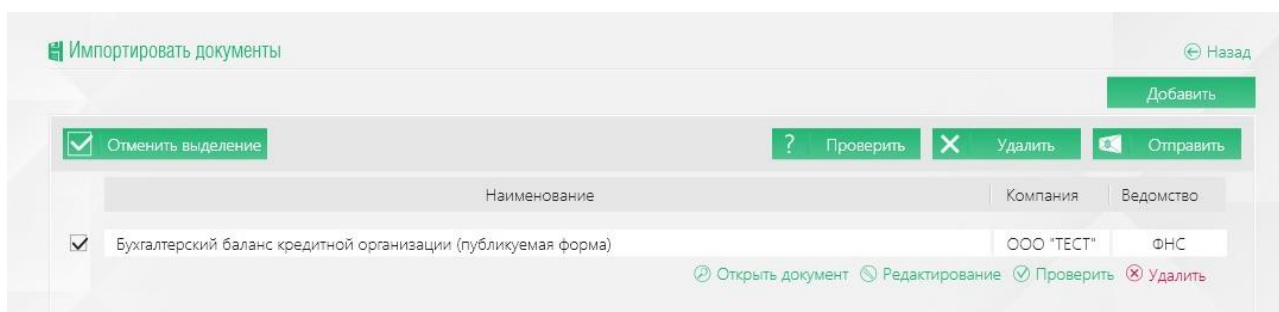 Импортировать документы
Назад
Добавить
Отменить выделение ? Проверить Удалить Отправить
Наименование Компания Ведомство
Бухгалтерский баланс кредитной организации (публикуемая форма) ООО "ТЕСТ" ФНС
Открыть документ Редактирование Проверить Удалить